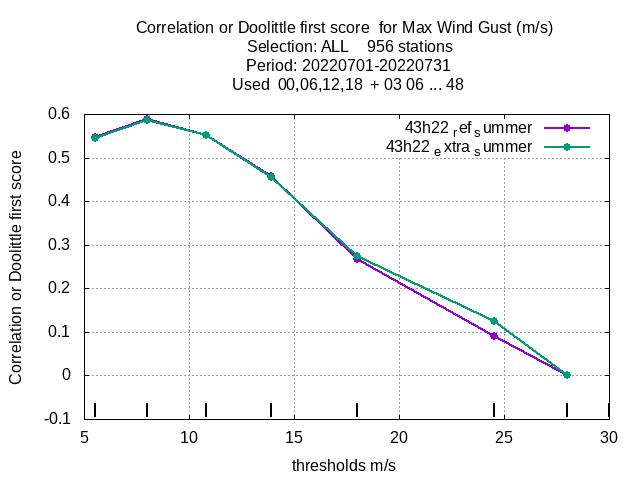 Correlation or Doolittle first score  for Max Wind Gust (m/s)
Selection: ALL    956 stations
Period: 20220701-20220731
Used  00,06,12,18  + 03 06 ... 48
43h22 ref summer
43h22 extra summer
Correlation or Doolittle first score
0.6
0.5
0.4
0.3
0.2
0.1
0
-0.1
5 10 15 20 25 30
thresholds m/s